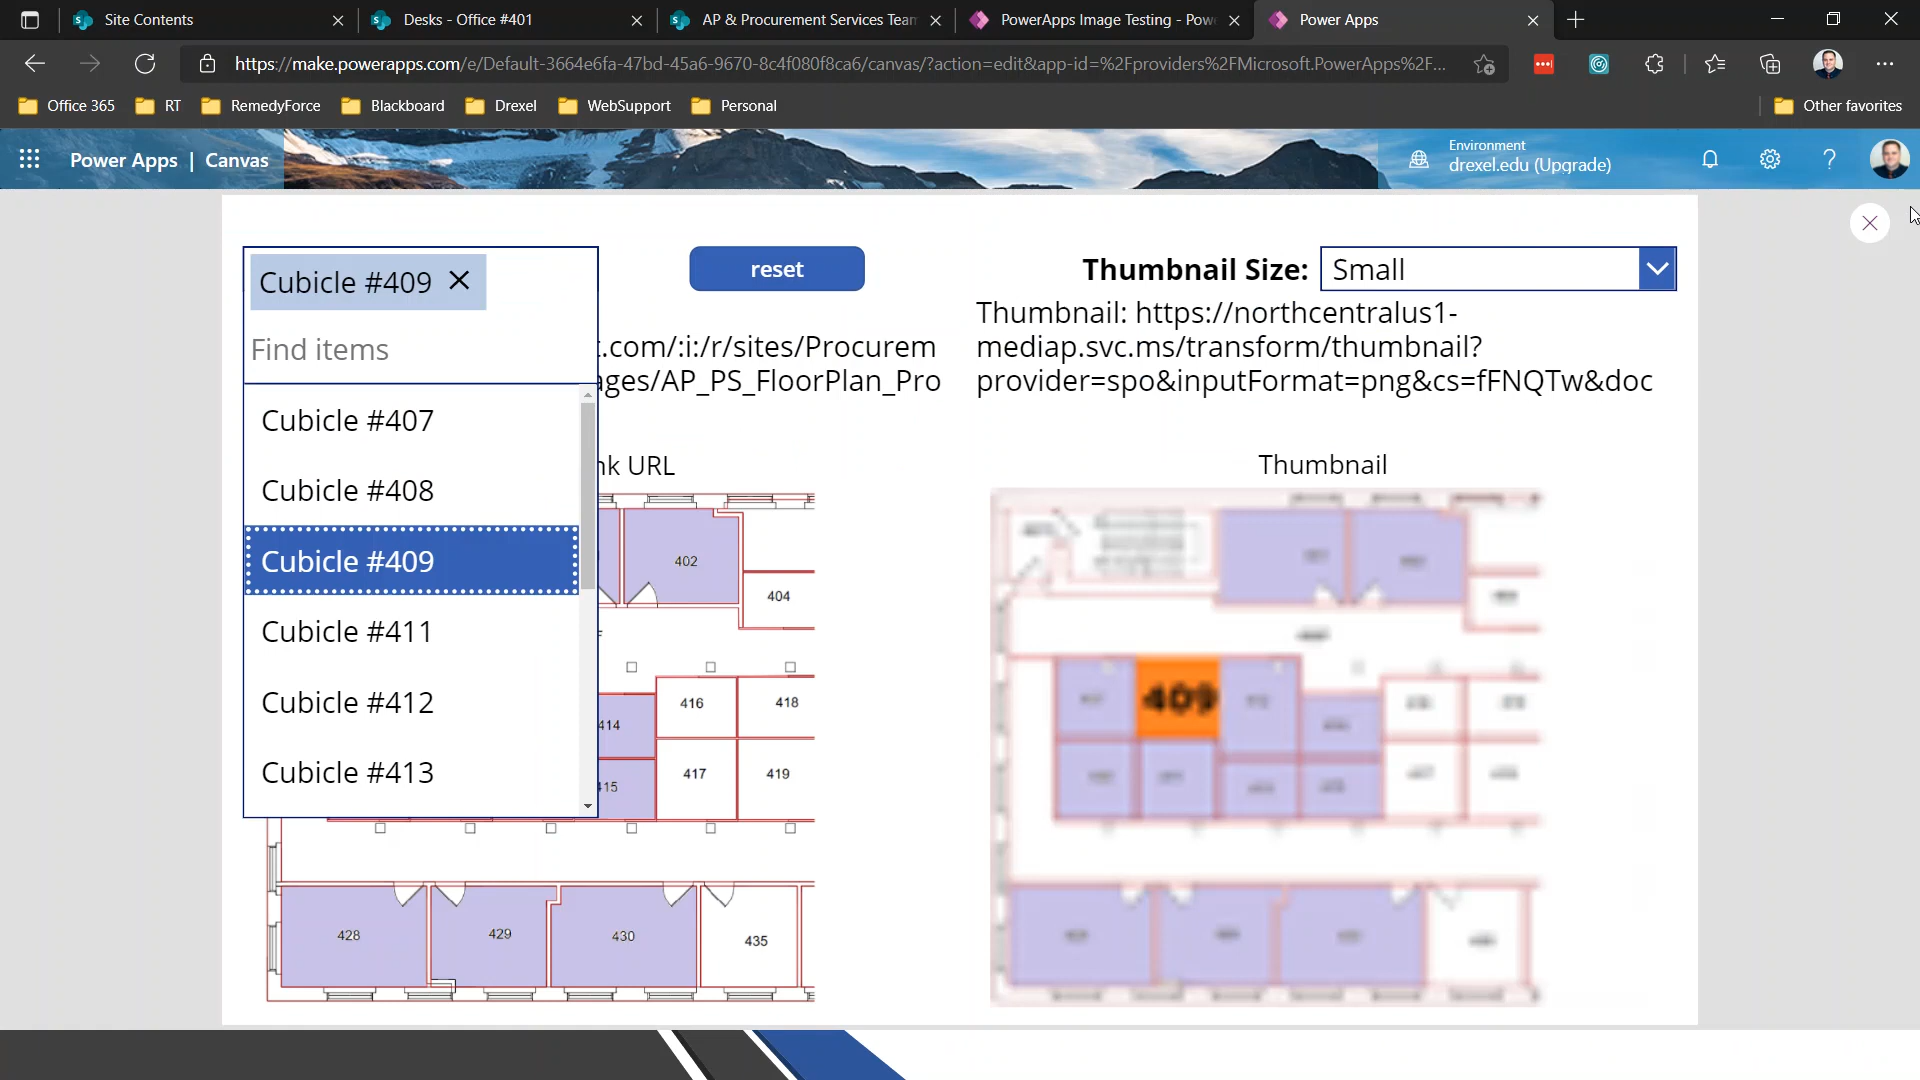 Site Contents
Desks - Office #401
AP & Procurement Services Tean
PowerApps Image Testing - Pow
Power Apps
https://make.powerapps.com/e/Default-3664e6fa-47bd-45a6-9670-8c4f080f8ca6/canvas/?action=edit&app-id=%2Fproviders%2FMicrosoft.PowerApps%2F...
Office 365
RT
RemedyForce
Blackboard
Drexel
WebSupport
Personal
Other favorites
Power Apps | Canvas
Environment
drexel.edu (Upgrade)
Cubicle #409
Find items
Cubicle #407
Cubicle #408
Cubicle #409
Cubicle #411
Cubicle #412
Cubicle #413
reset
Thumbnail Size:
Small
.com/:i:/r/sites/Procurem
ages/AP_PS_FloorPlan_Pro
Thumbnail: https://northcentralus1-
mediap.svc.ms/transform/thumbnail?
provider=spo&inputFormat=png&cs=fFNQTw&doc
nk URL
Thumbnail
402
404
416
418
414
417
419
415
428
429
430
435
409